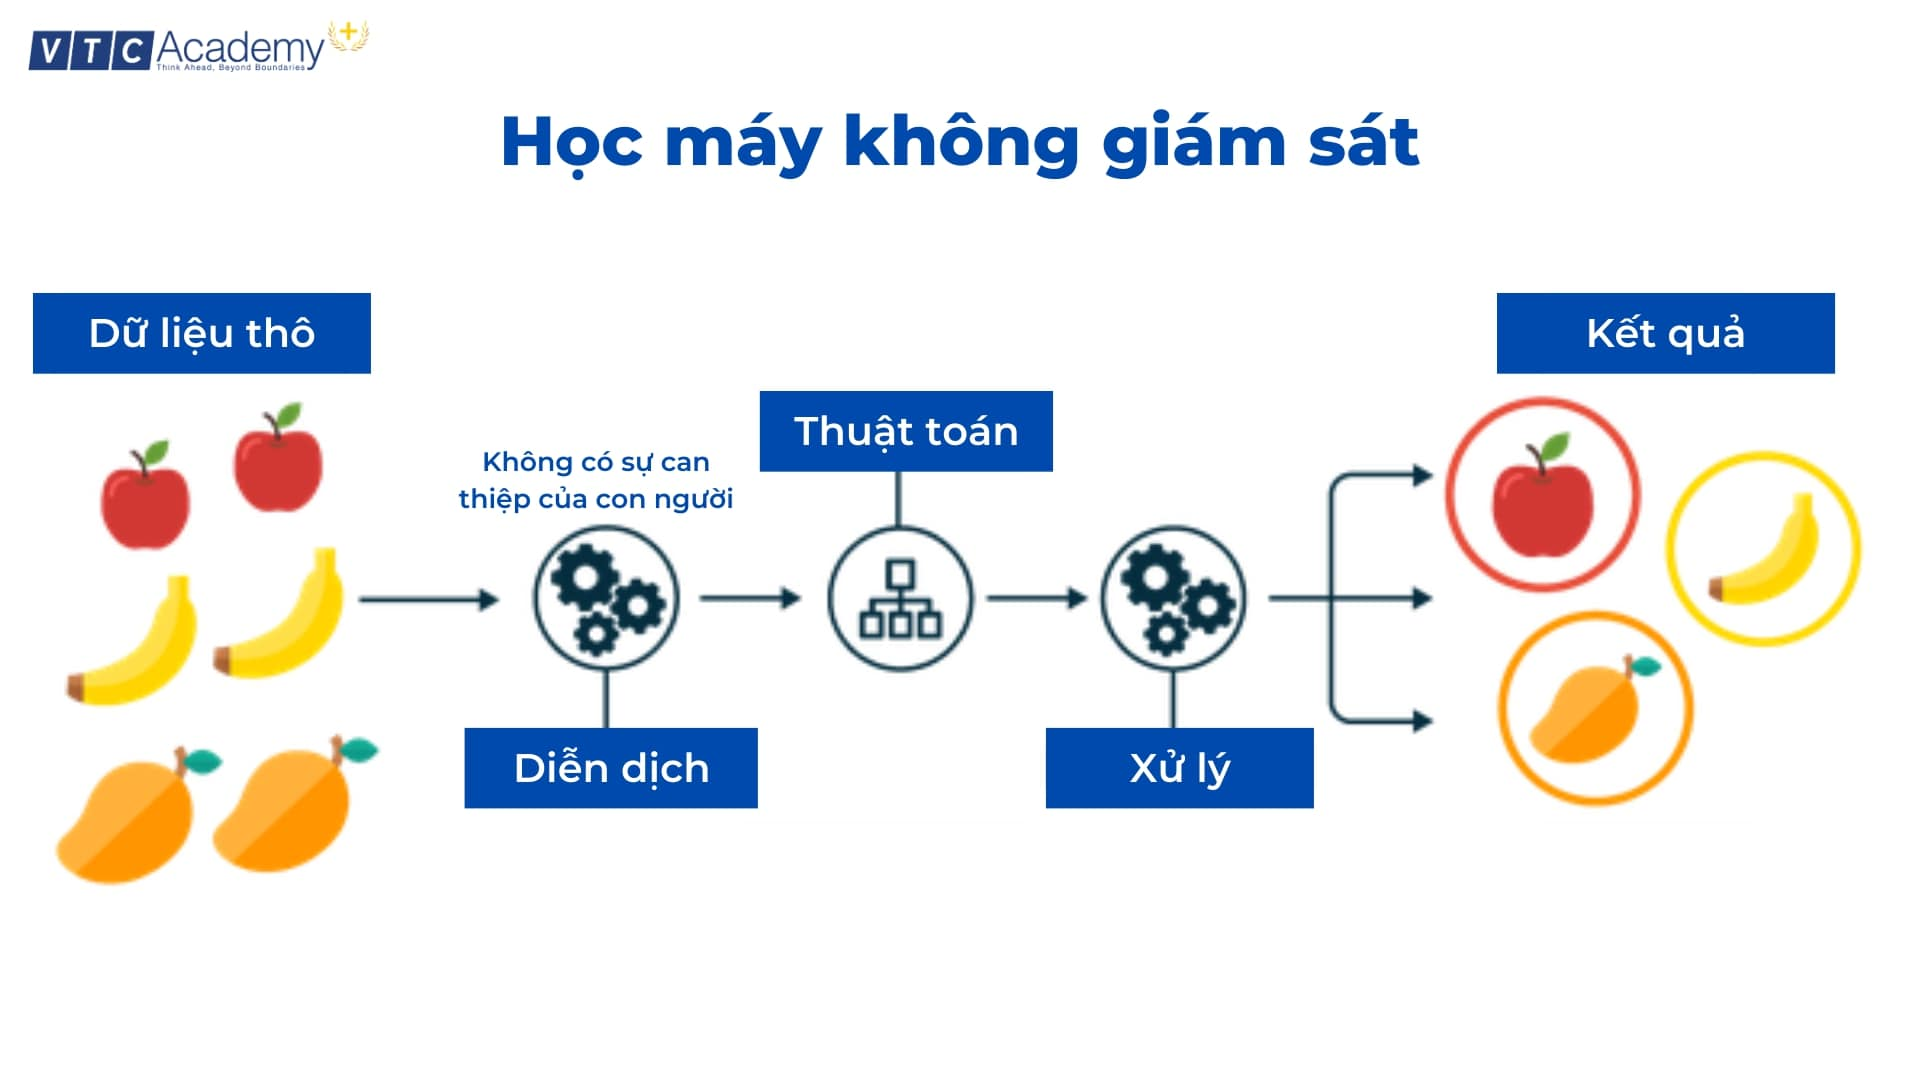 VTC Academy+
Think Ahead, Beyond Boundaries
Học máy không giám sát
Dữ liệu thô
Kết quả
Thuật toán
Không có sự can
thiệp của con người
Diễn dịch
Xử lý